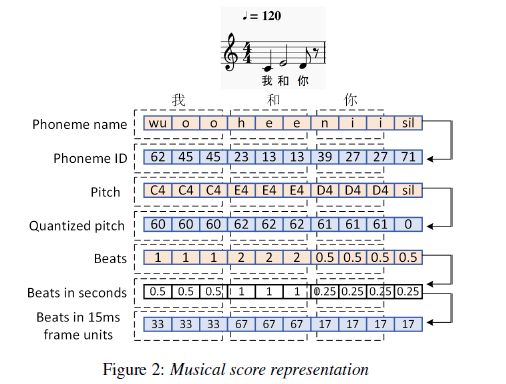 ♩= 120
4
4
我 和 你
我 和 你
Phoneme name wu o o h e e n i i sil
Phoneme ID 62 45 45 23 13 13 39 27 27 71
Pitch C4 C4 C4 E4 E4 E4 D4 D4 D4 sil
Quantized pitch 60 60 60 62 62 62 61 61 61 0
Beats 1 1 1 2 2 2 0.5 0.5 0.5 0.5
Beats in seconds 0.5 0.5 0.5 1 1 1 0.25 0.25 0.25 0.25
Beats in 15ms
frame units 33 33 33 67 67 67 17 17 17 17
Figure 2: Musical score representation